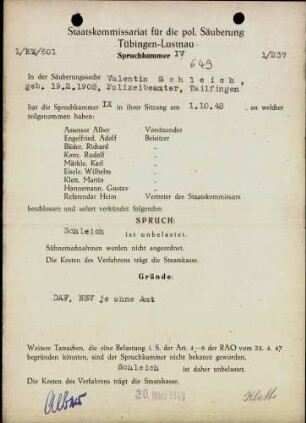 Staatskommissariat für die pol. Säuberung
Tübingen-Lustnau
1/KW/601 Spruchkammer IV 1/237
649
In der Säuberungssache Valentin Schleich,
geb. 19.2.1908, Polizeibeamter, Tailfingen
hat die Spruchkammer IX in ihrer Sitzung am 1.10.48, an welcher
teilgenommen haben:
Assessor Alber Vorsitzender
Engelfried, Adolf Beisitzer
Bäder, Richard "
Konz, Rudolf "
Märkle, Karl "
Eisele, Wilhelm "
Klett, Martin "
Hannemann, Gustav "
Referendar Heim Vertreter des Staatskommissars
beschlossen und sofort verkündet folgenden
SPRUCH:
Schleich
ist unbelastet.
Sühnemaßnahmen werden nicht angeordnet.
Die Kosten des Verfahrens trägt die Staatskasse.
Gründe:
DAF, NSV je ohne Amt
Weitere Tatsachen, die eine Belastung i. S. der Art. 4—6 der RAO vom 25. 4. 47
begründen könnten, sind der Spruchkammer nicht bekannt geworden.
Schleich ist daher unbelastet.
Die Kosten des Verfahrens trägt die Staatskasse.
Alber 1949 Klett